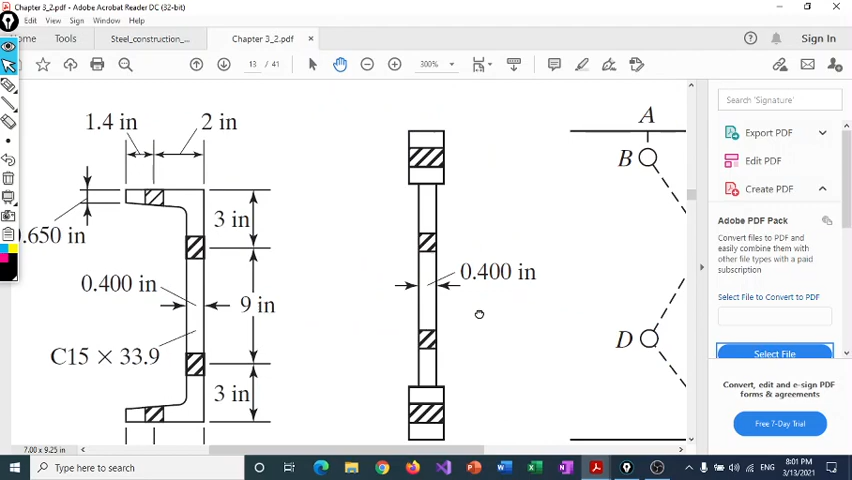 Chapter 3_2.pdf - Adobe Acrobat Reader DC (32-bit)
Edit View Sign Window Help
Home Tools Steel_construction_... Chapter 3_2.pdf × Sign In
13 / 41 300%
1.4 in 2 in
A
B
3 in
.650 in
0.400 in
0.400 in
9 in
C15 × 33.9
D
3 in
7.00 x 9.25 in
Search 'Signature'
Export PDF
Edit PDF
Create PDF
Adobe PDF Pack
Convert files to PDF and
easily combine them
with other file types with a paid
subscription
Select File to Convert to PDF
Select File
Convert, edit and e-sign PDF
forms & agreements
Free 7-Day Trial
Type here to search
ENG
8:01 PM
3/13/2021